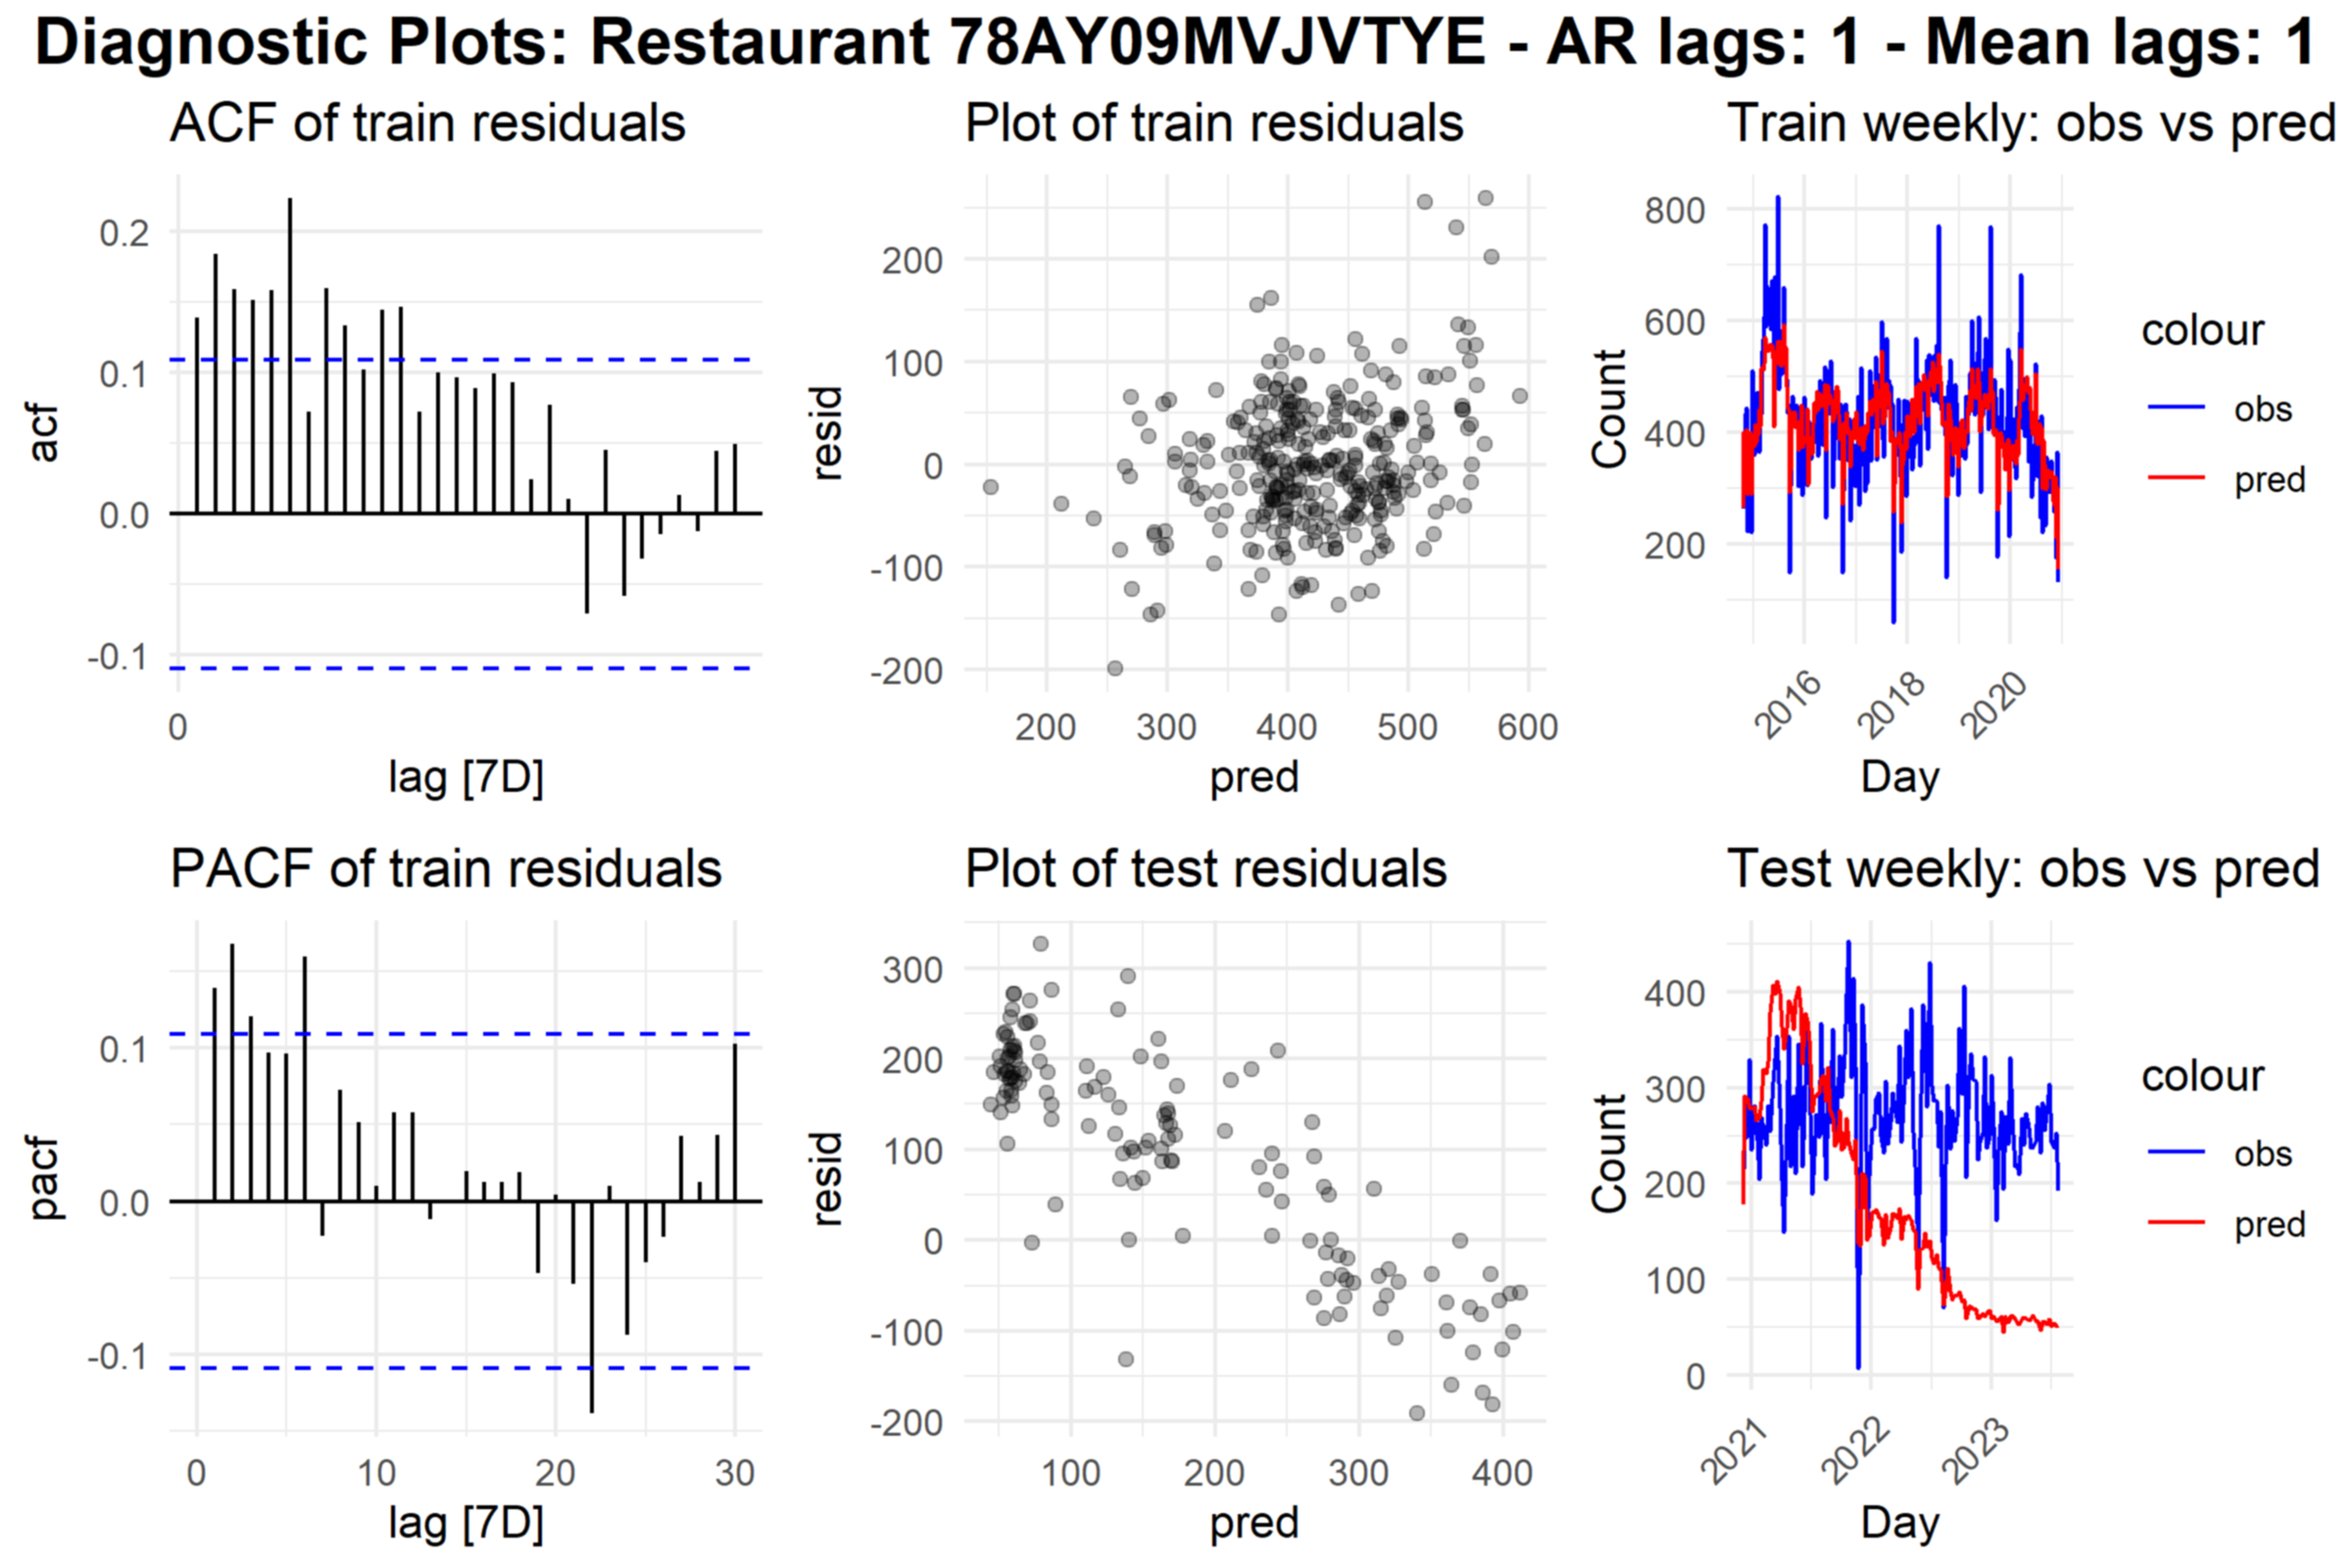 Diagnostic Plots: Restaurant 78AY09MVJVTYE - AR lags: 1 - Mean lags: 1
ACF of train residuals
acf
0.2
0.1
0.0
-0.1
0
lag [7D]
Plot of train residuals
resid
200
100
0
-100
-200
200 300 400 500 600
pred
Train weekly: obs vs pred
Count
800
600
400
200
2016 2018 2020
Day
colour
obs
pred
PACF of train residuals
pacf
0.1
0.0
-0.1
0 10 20 30
lag [7D]
Plot of test residuals
resid
300
200
100
0
-100
-200
100 200 300 400
pred
Test weekly: obs vs pred
Count
400
300
200
100
0
2021 2022 2023
Day
colour
obs
pred